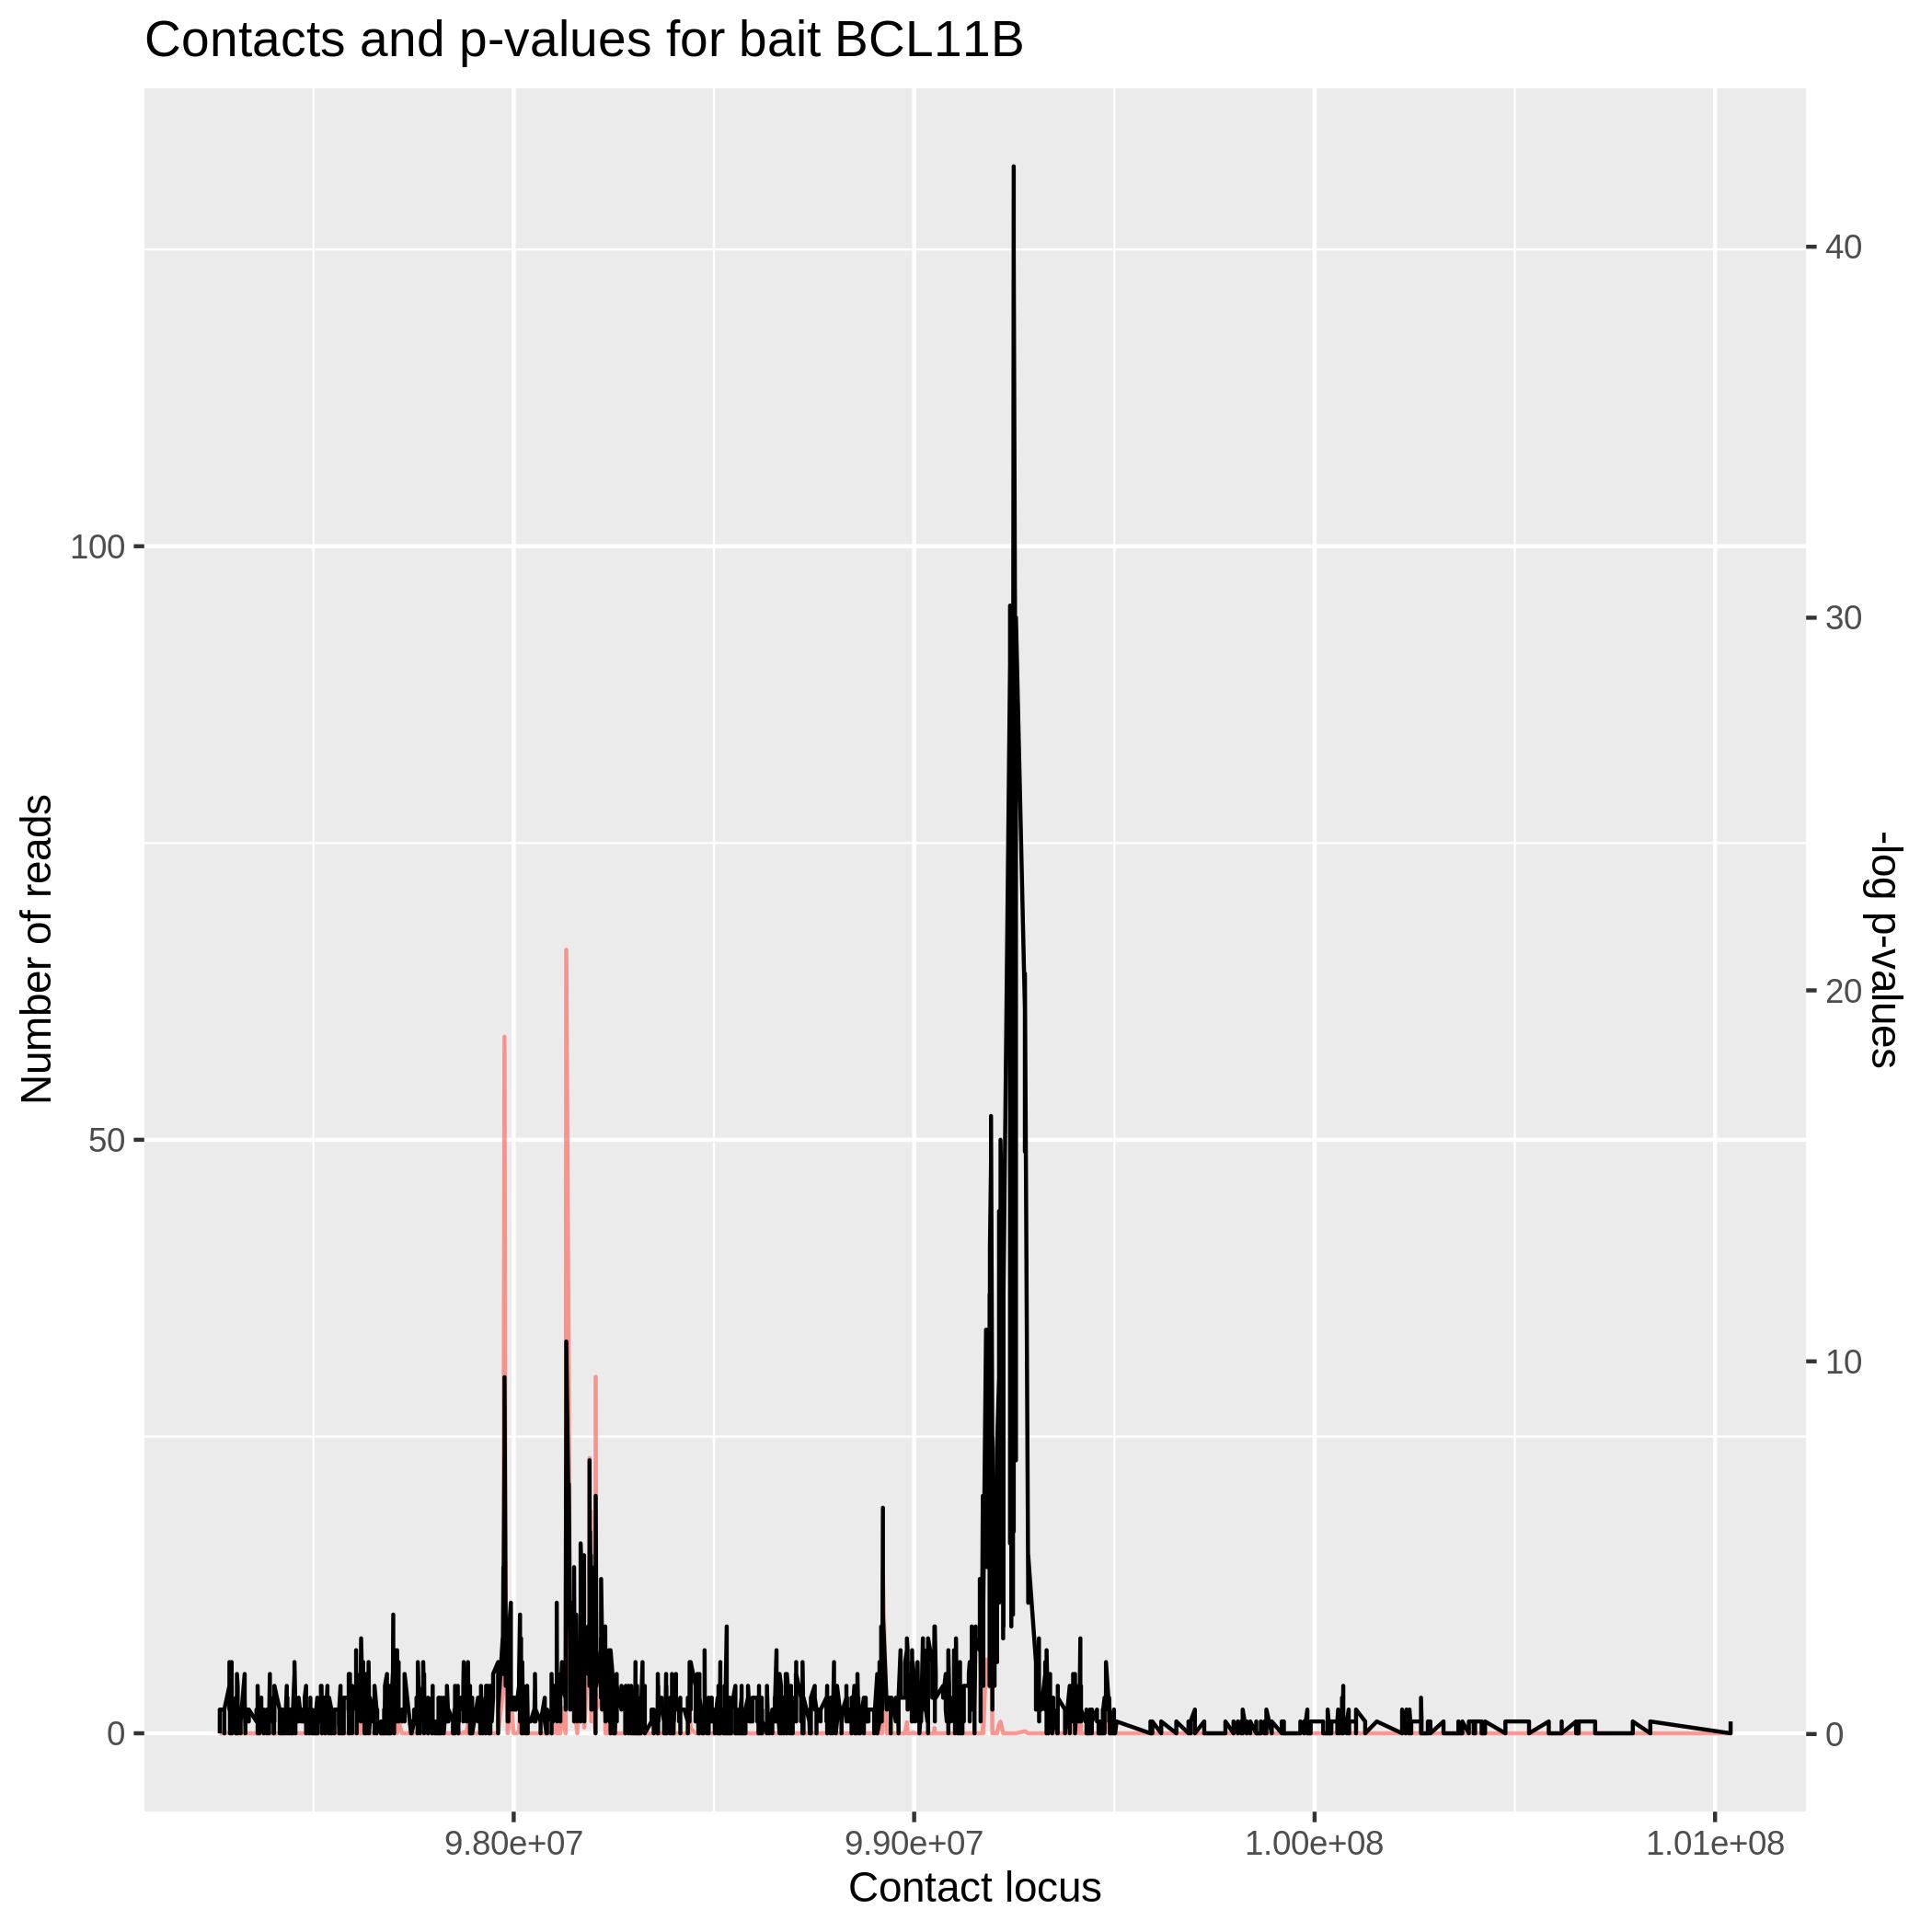 Contacts and p-values for bait BCL11B
Number of reads
100
50
0
40
30
20
10
0
-log p-values
9.80e+07
9.90e+07
1.00e+08
1.01e+08
Contact locus